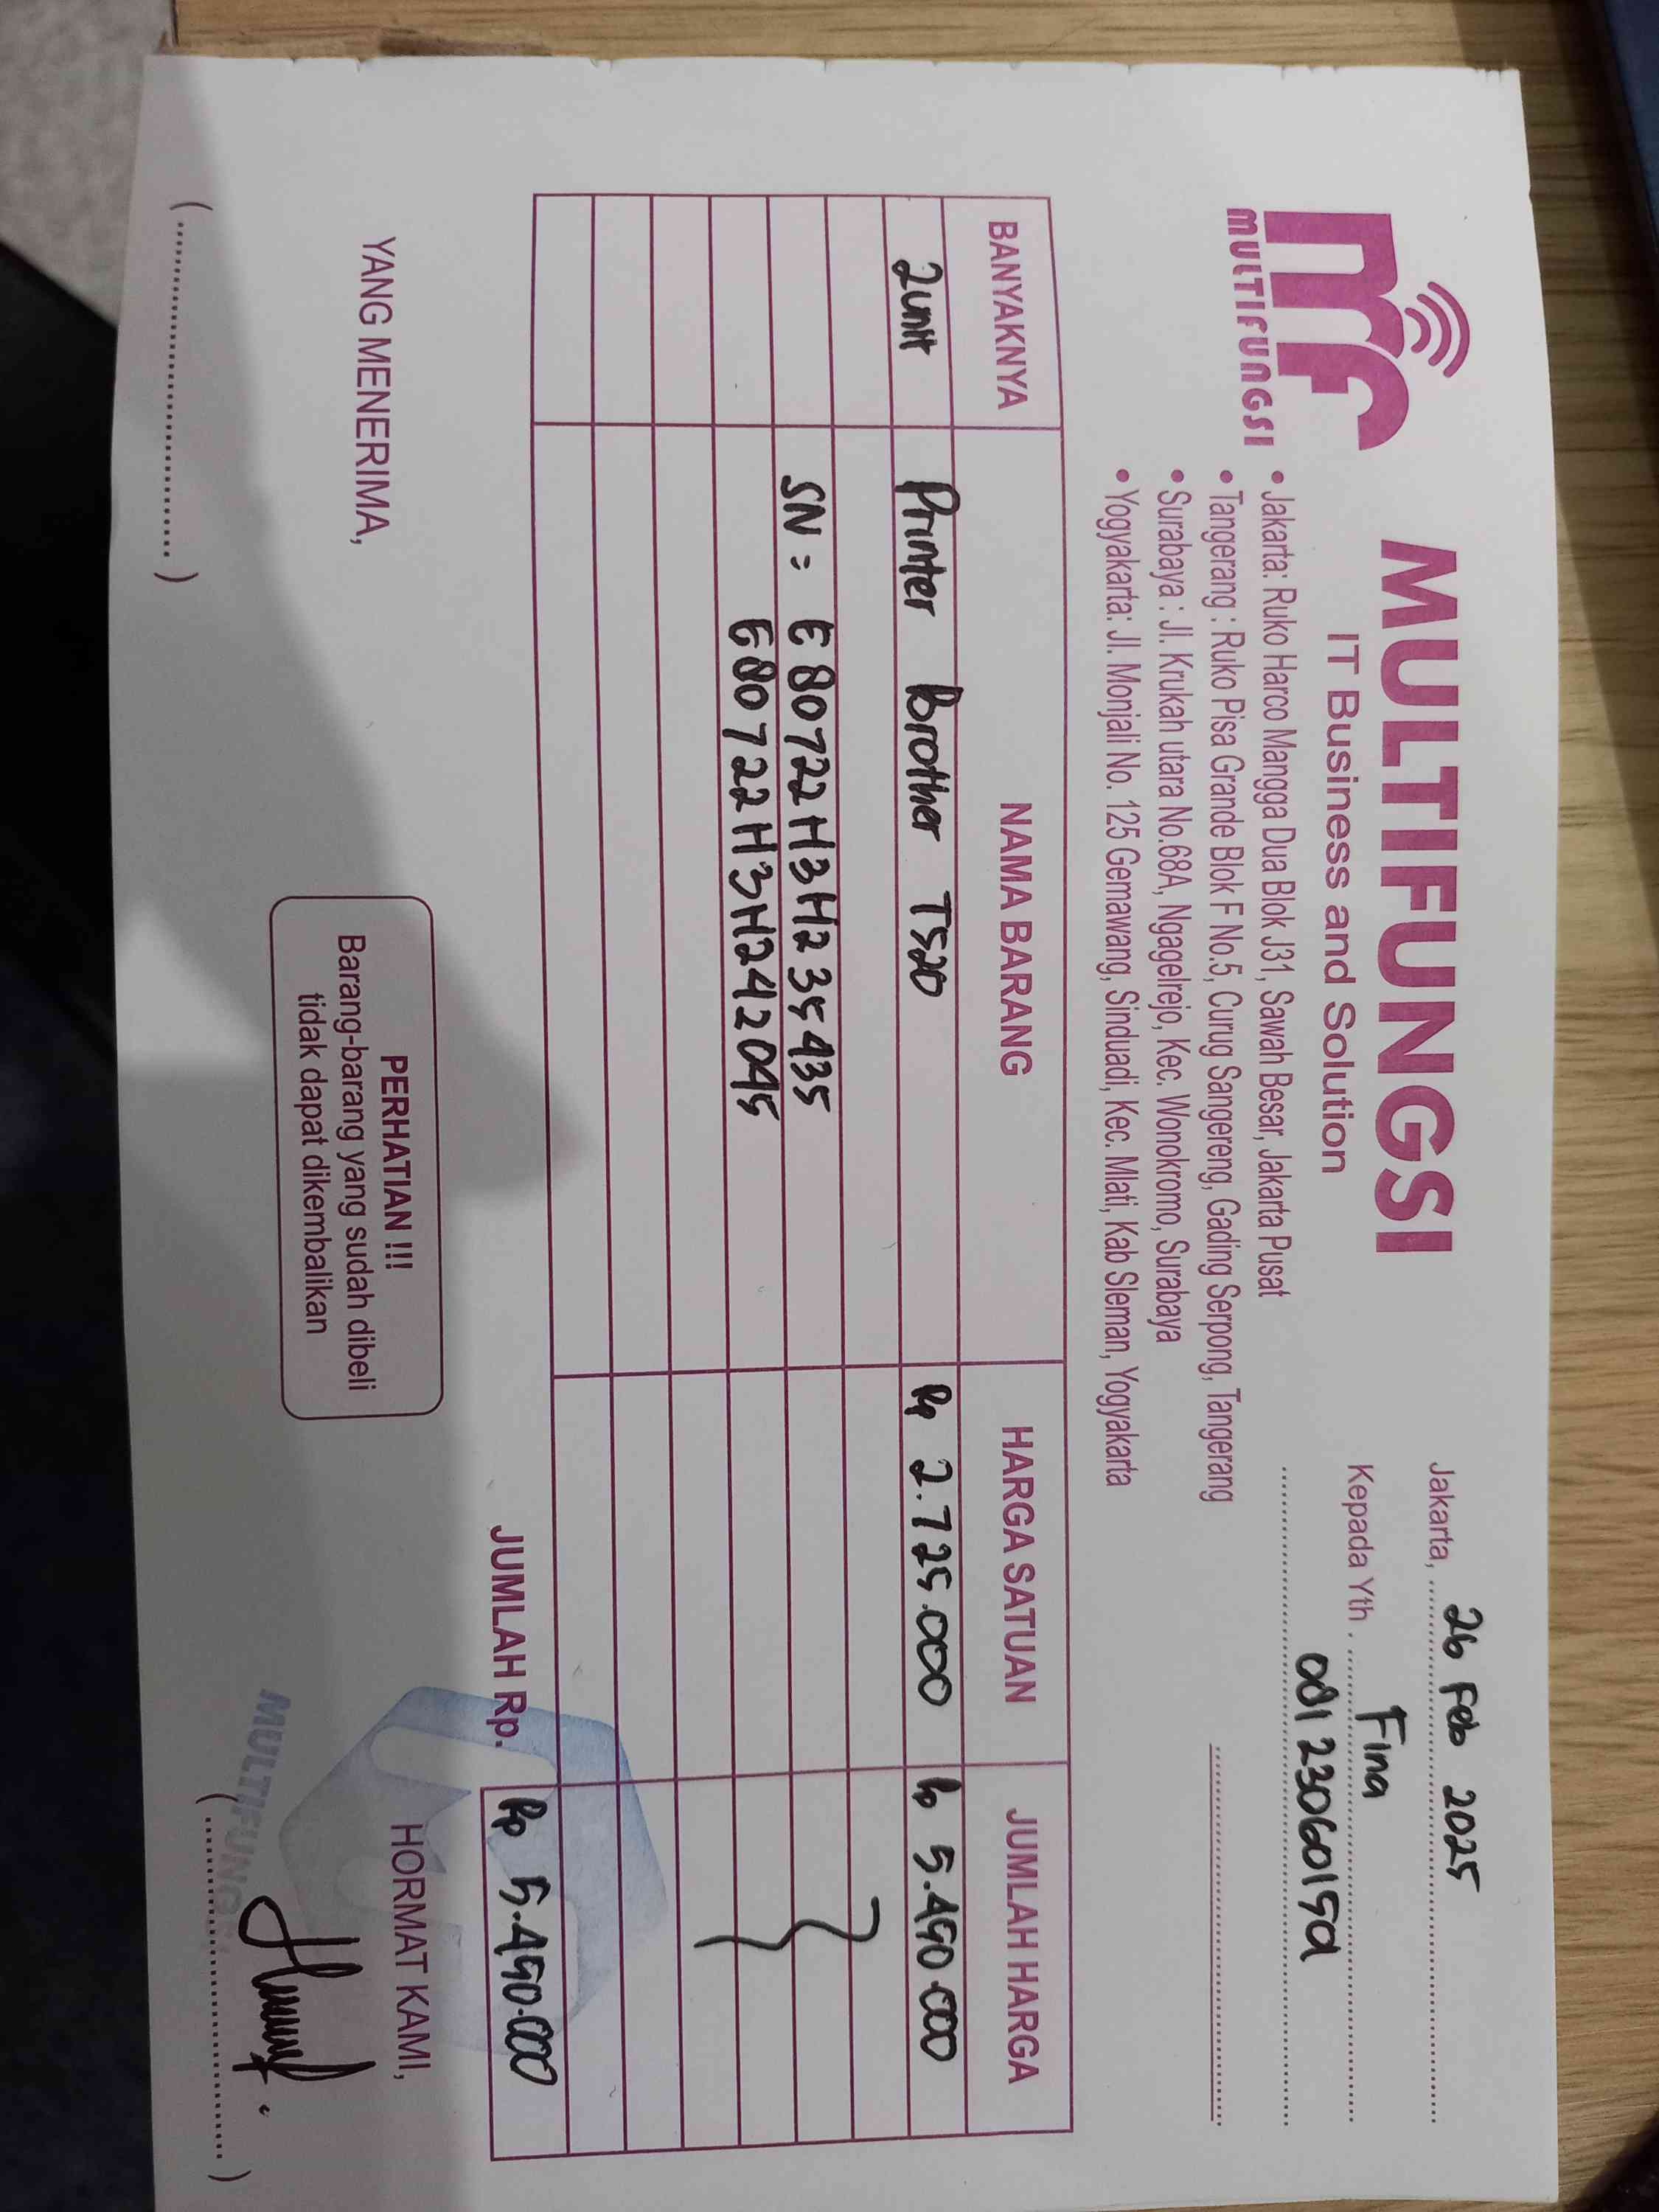 mf
MULTIFUNGSI
MULTIFUNGSI
IT Business and Solution
• Jakarta: Ruko Harco Mangga Dua Blok J31, Sawah Besar, Jakarta Pusat
• Tangerang : Ruko Pisa Grande Blok F No.5, Curug Sangereng, Gading Serpong, Tangerang
• Surabaya : Jl. Krukah utara No.68A, Ngagelrejo, Kec. Wonokromo, Surabaya
• Yogyakarta: Jl. Monjali No. 125 Gemawang, Sinduadi, Kec. Mlati, Kab Sleman, Yogyakarta
Jakarta, 26 Feb 2025
Kepada Yth. Fina
BANYAKNYA NAMA BARANG HARGA SATUAN JUMLAH HARGA
2unit Printer Brother T520 Rp 2.725.000 Rp 5.450.000
SN : E80722H3H235435
E80722H3H242045
JUMLAH Rp. Rp 5.450.000
YANG MENERIMA,
PERHATIAN !!!
Barang-barang yang sudah dibeli
tidak dapat dikembalikan
HORMAT KAMI,
MULTIFUNG